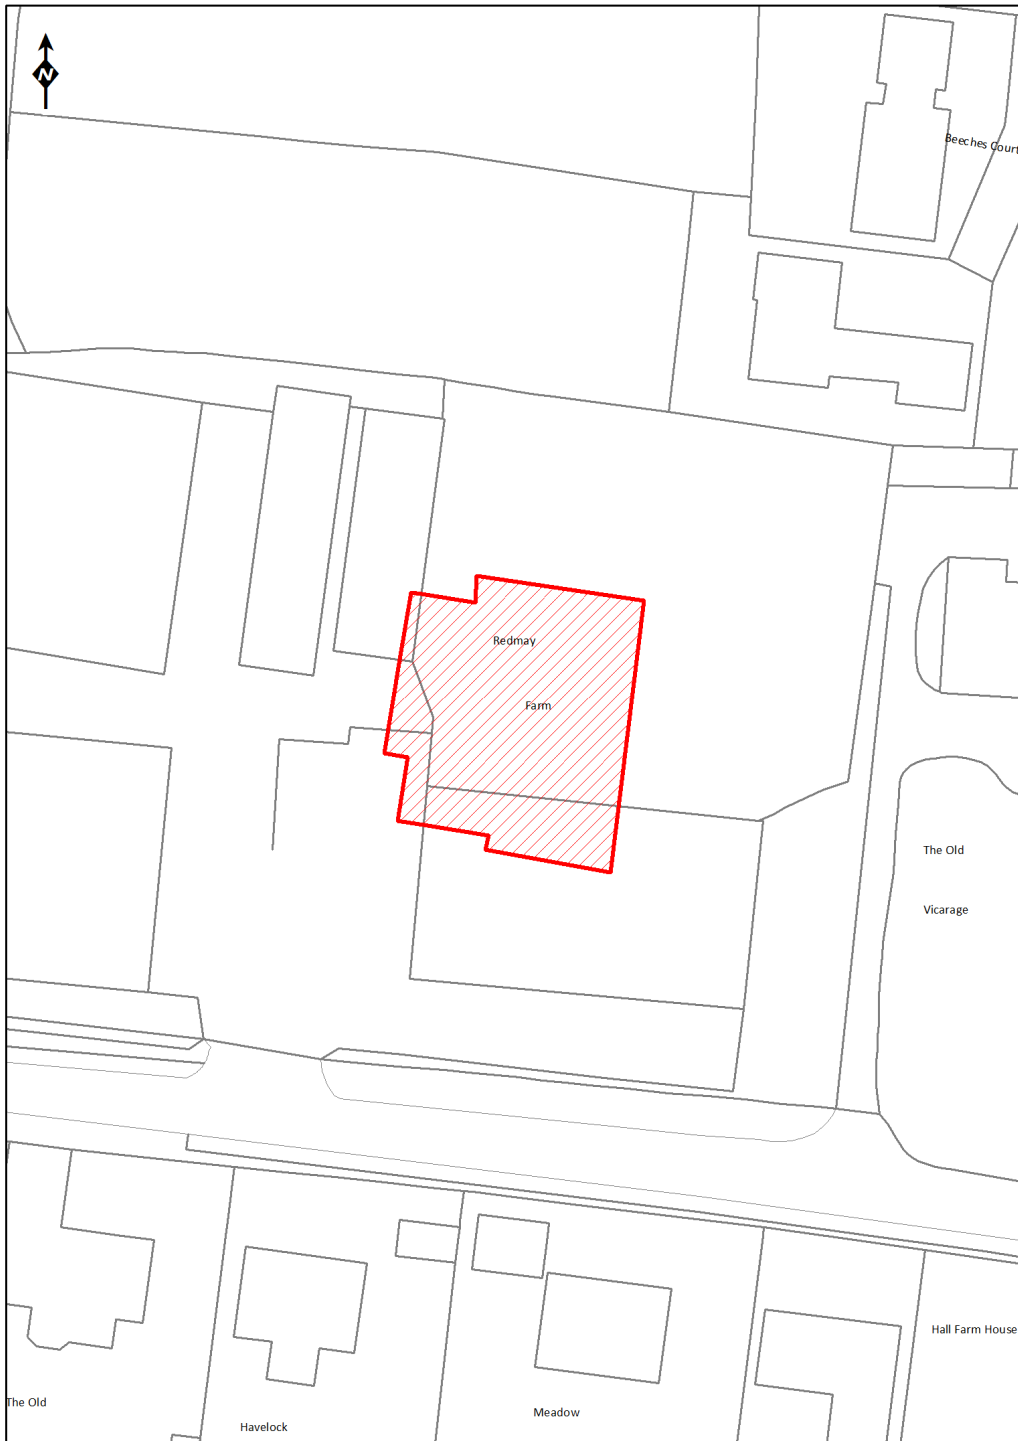 N
Beeches Court
Redmay
Farm
The Old
Vicarage
Hall Farm House
The Old
Meadow
Havelock